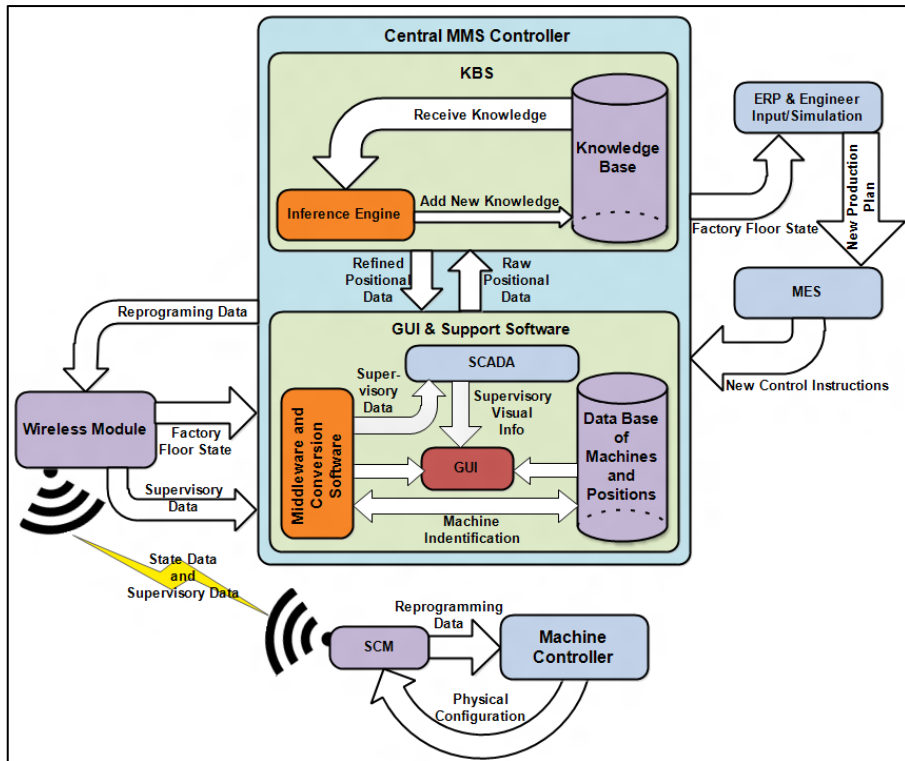 Central MMS Controller
KBS
Receive Knowledge
Knowledge
Base
Inference Engine
Add New Knowledge
ERP & Engineer
Input/Simulation
New Production
Plan
Factory Floor State
MES
New Control Instructions
Refined
Positional
Data
Raw
Positional
Data
Reprograming Data
GUI & Support Software
SCADA
Super-
visory
Data
Supervisory
Visual
Info
Middleware and
Conversion
Software
GUI
Data Base
of
Machines
and
Positions
Machine
Indentification
Wireless Module
Factory
Floor State
Supervisory
Data
State Data
and
Supervisory Data
SCM
Reprogramming
Data
Machine
Controller
Physical
Configuration